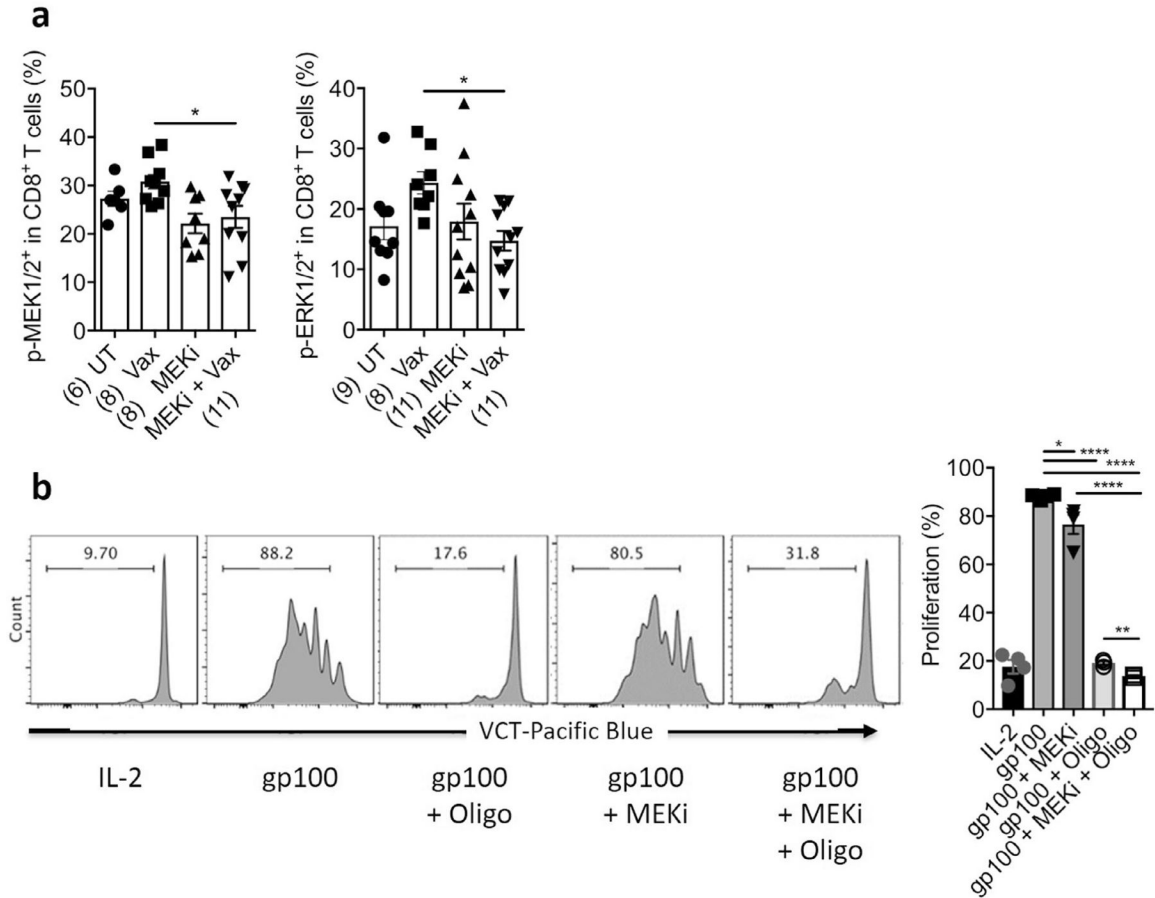 a
p-MEK1/2+ in CD8+ T cells (%)
50
40
30
20
10
0
*
(6) UT
(8) Vax
(8) MEKi
MEKi + Vax
(11)
p-ERK1/2+ in CD8+ T cells (%)
40
30
20
10
0
*
(9) UT
(8) Vax
(11) MEKi
MEKi + Vax
(11)
b
Count
9.70
88.2
17.6
80.5
31.8
VCT-Pacific Blue
IL-2
gp100
gp100
+ Oligo
gp100
+ MEKi
gp100
+ MEKi
+ Oligo
Proliferation (%)
100
80
60
40
20
0
*
****
****
****
**
IL-2
gp100
gp100 + MEKi
gp100 + Oligo
gp100 + MEKi + Oligo